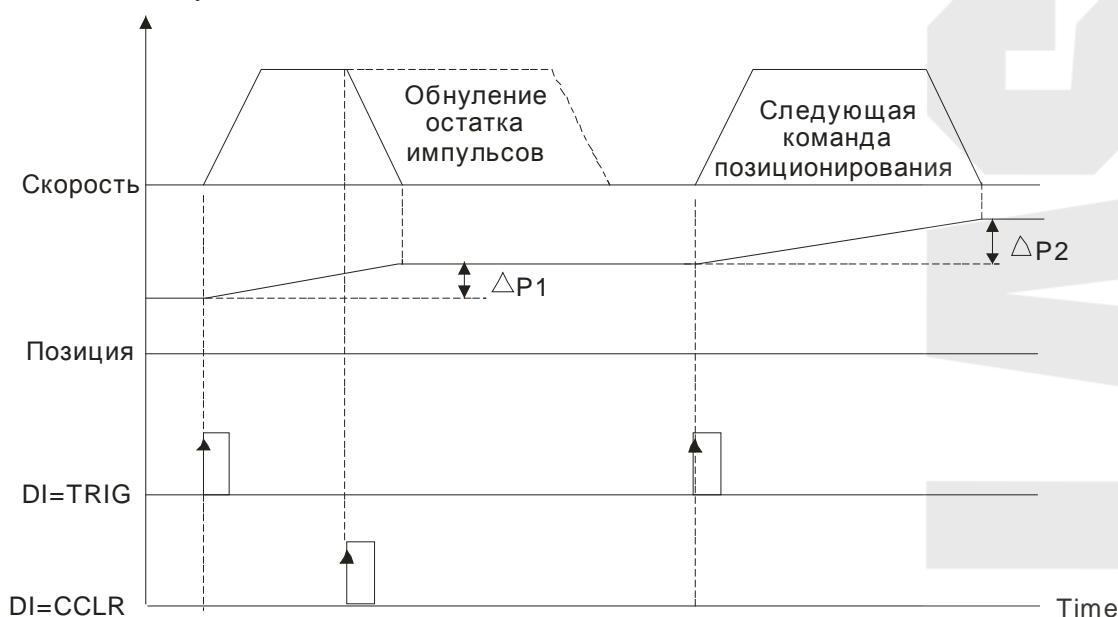 Обнуление
остатка
импульсов
Следующая
команда
позиционирования
Скорость
△P1
△P2
Позиция
DI=TRIG
DI=CCLR
Time